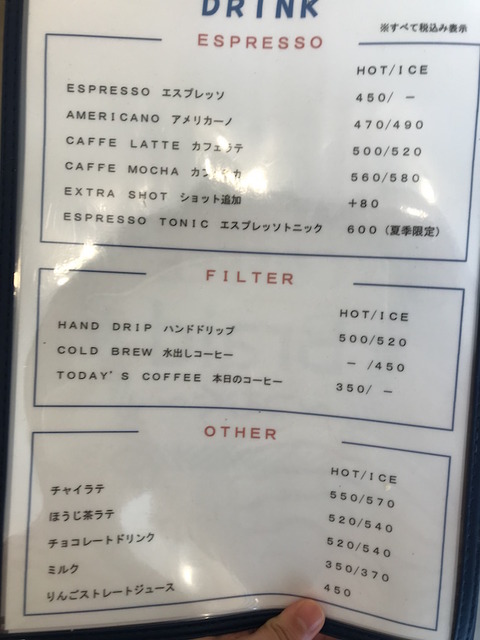 DRINK
※すべて税込み表示
ESPRESSO
HOT/ICE
ESPRESSO エスプレッソ 450/ －
AMERICANO アメリカーノ 470/490
CAFFE LATTE カフェラテ 500/520
CAFFE MOCHA カフェモカ 560/580
EXTRA SHOT ショット追加 +80
ESPRESSO TONIC エスプレッソトニック 600（夏季限定）
FILTER
HOT/ICE
HAND DRIP ハンドドリップ 500/520
COLD BREW 水出しコーヒー － /450
TODAY'S COFFEE 本日のコーヒー 350/ －
OTHER
HOT/ICE
チャイラテ 550/570
ほうじ茶ラテ 520/540
チョコレートドリンク 520/540
ミルク 350/370
りんごストレートジュース 450